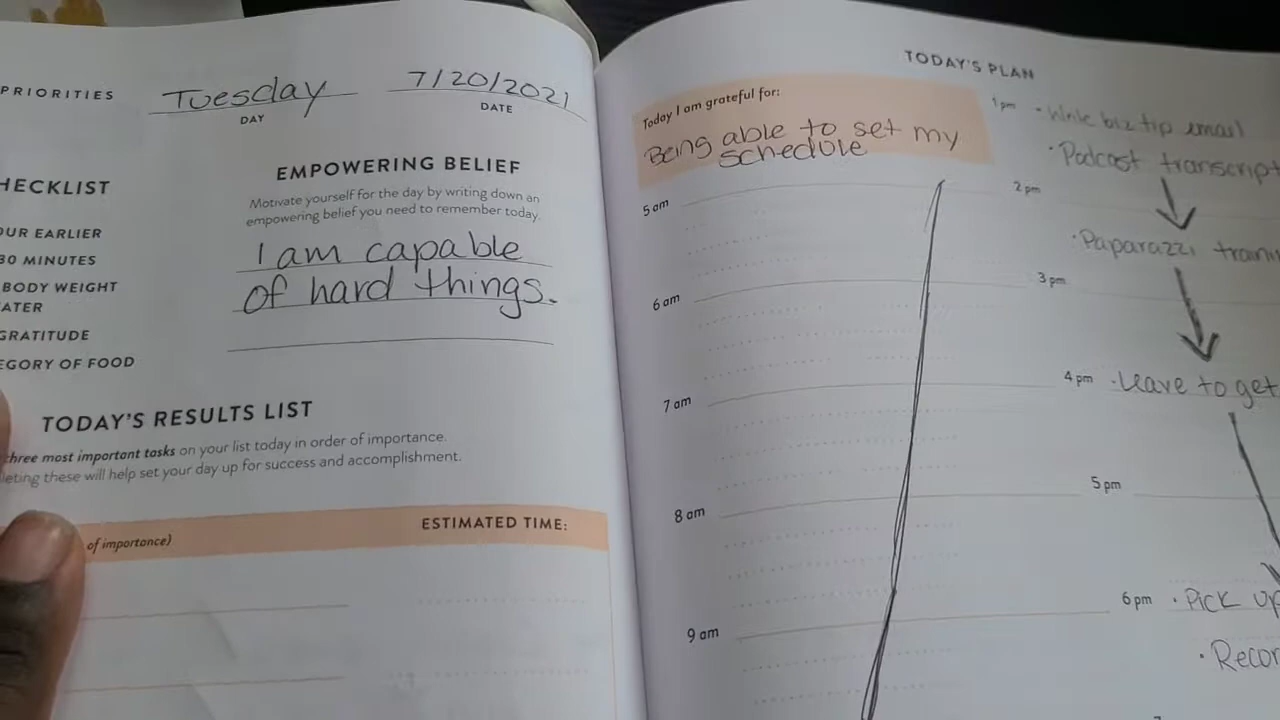 PRIORITIES
Tuesday
DAY
7/20/2021
DATE
HECKLIST
OUR EARLIER
30 MINUTES
BODY WEIGHT
ATER
GRATITUDE
EGORY OF FOOD
EMPOWERING BELIEF
Motivate yourself for the day by writing down an
empowering belief you need to remember today.
I am capable
of hard things.
TODAY'S RESULTS LIST
three most important tasks on your list today in order of importance.
leting these will help set your day up for success and accomplishment.
of importance)
ESTIMATED TIME:
TODAY'S PLAN
Today I am grateful for:
Being able to set my
schedule
5 am
6 am
7 am
8 am
9 am
1 pm • Write biz tip email
• Podcast transcript
2 pm
• Paparazzi traini
3 pm
4 pm • Leave to get
5 pm
6 pm • Pick up
• Recor